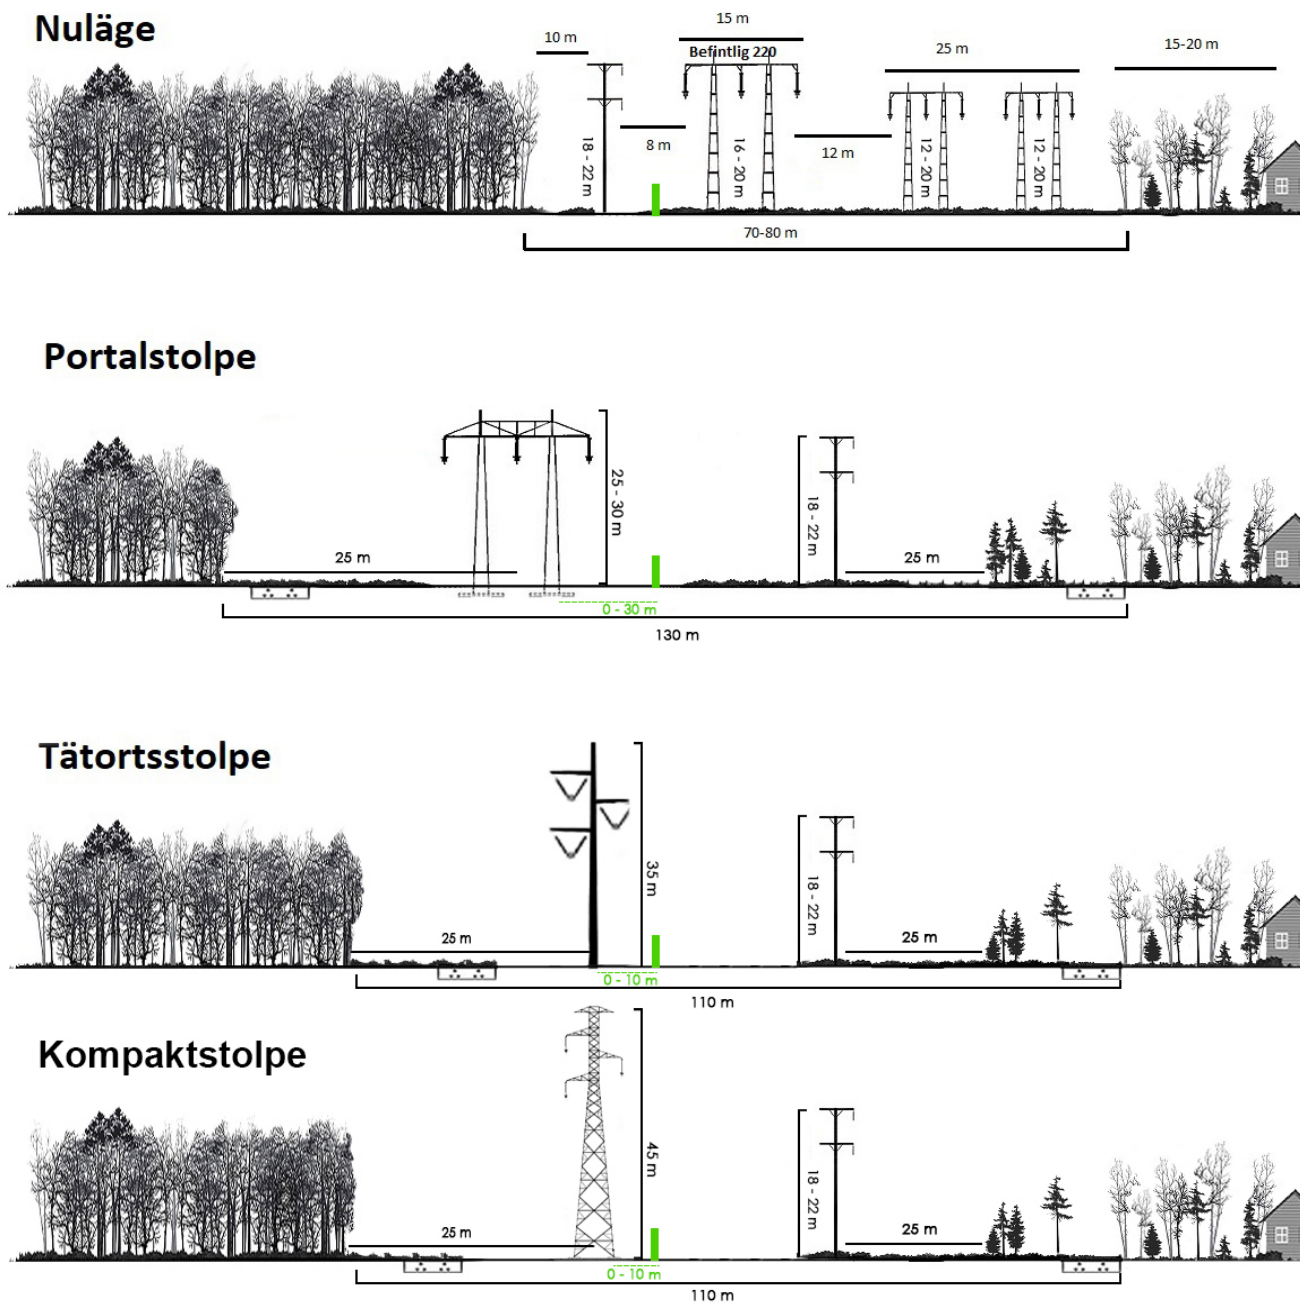 Nuläge
10 m
15 m
Befintlig 220
25 m
15-20 m
18 - 22 m
8 m
16 - 20 m
12 m
12 - 20 m
12 - 20 m
70-80 m
Portalstolpe
25 m
25 - 30 m
18 - 22 m
25 m
0 - 30 m
130 m
Tätortsstolpe
25 m
35 m
18 - 22 m
25 m
0 - 10 m
110 m
Kompaktstolpe
25 m
45 m
18 - 22 m
25 m
0 - 10 m
110 m